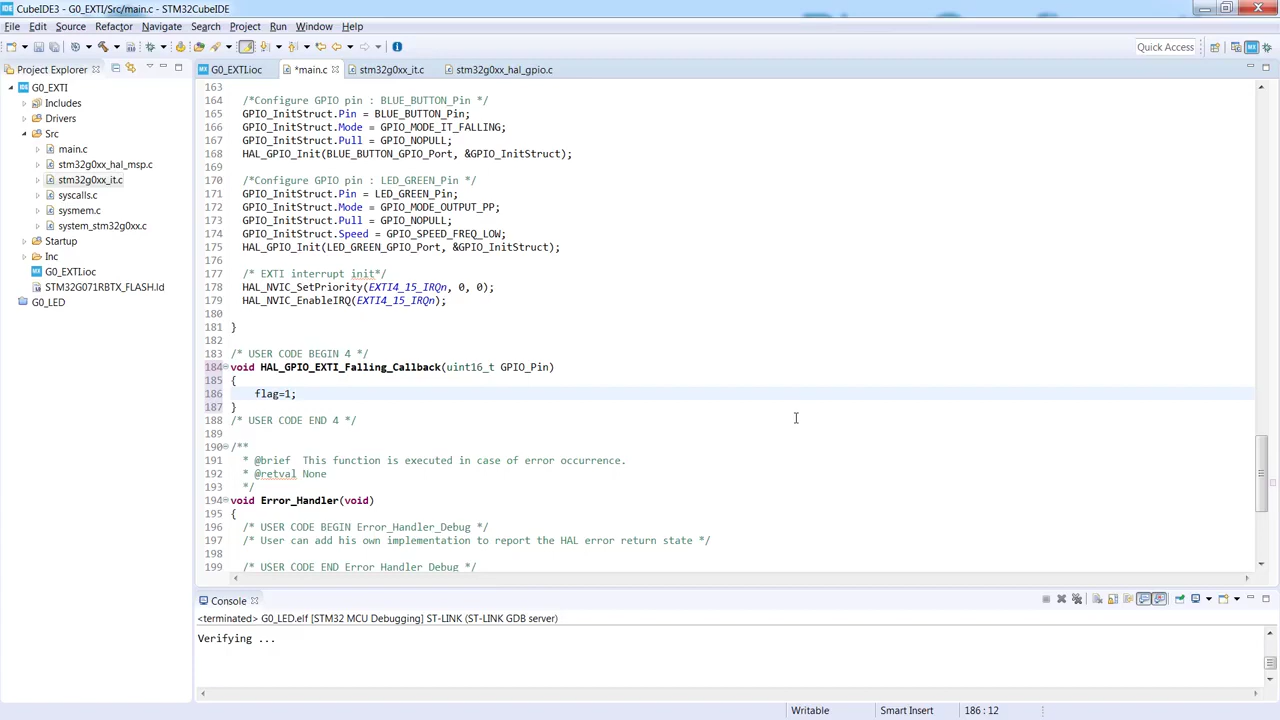 CubeIDE3 - G0_EXTI/Src/main.c - STM32CubeIDE
File Edit Source Refactor Navigate Search Project Run Window Help
Quick Access
Project Explorer
G0_EXTI.ioc *main.c stm32g0xx_it.c stm32g0xx_hal_gpio.c
G0_EXTI
Includes
Drivers
Src
main.c
stm32g0xx_hal_msp.c
stm32g0xx_it.c
syscalls.c
sysmem.c
system_stm32g0xx.c
Startup
Inc
G0_EXTI.ioc
STM32G071RBTX_FLASH.ld
G0_LED
163
164 /*Configure GPIO pin : BLUE_BUTTON_Pin */
165 GPIO_InitStruct.Pin = BLUE_BUTTON_Pin;
166 GPIO_InitStruct.Mode = GPIO_MODE_IT_FALLING;
167 GPIO_InitStruct.Pull = GPIO_NOPULL;
168 HAL_GPIO_Init(BLUE_BUTTON_GPIO_Port, &GPIO_InitStruct);
169
170 /*Configure GPIO pin : LED_GREEN_Pin */
171 GPIO_InitStruct.Pin = LED_GREEN_Pin;
172 GPIO_InitStruct.Mode = GPIO_MODE_OUTPUT_PP;
173 GPIO_InitStruct.Pull = GPIO_NOPULL;
174 GPIO_InitStruct.Speed = GPIO_SPEED_FREQ_LOW;
175 HAL_GPIO_Init(LED_GREEN_GPIO_Port, &GPIO_InitStruct);
176
177 /* EXTI interrupt init*/
178 HAL_NVIC_SetPriority(EXTI4_15_IRQn, 0, 0);
179 HAL_NVIC_EnableIRQ(EXTI4_15_IRQn);
180
181 }
182
183 /* USER CODE BEGIN 4 */
184 void HAL_GPIO_EXTI_Falling_Callback(uint16_t GPIO_Pin)
185 {
186 flag=1;
187 }
188 /* USER CODE END 4 */
189
190 /**
191 * @brief This function is executed in case of error occurrence.
192 * @retval None
193 */
194 void Error_Handler(void)
195 {
196 /* USER CODE BEGIN Error_Handler_Debug */
197 /* User can add his own implementation to report the HAL error return state */
198
199 /* USER CODE END Error_Handler_Debug */
Console
<terminated> G0_LED.elf [STM32 MCU Debugging] ST-LINK (ST-LINK GDB server)
Verifying ...
Writable Smart Insert 186 : 12